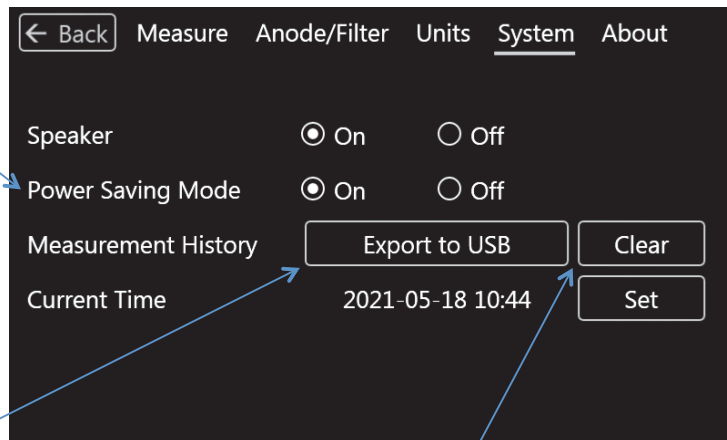 ← Back Measure Anode/Filter Units System About
Speaker On Off
Power Saving Mode On Off
Measurement History Export to USB Clear
Current Time 2021-05-18 10:44 Set